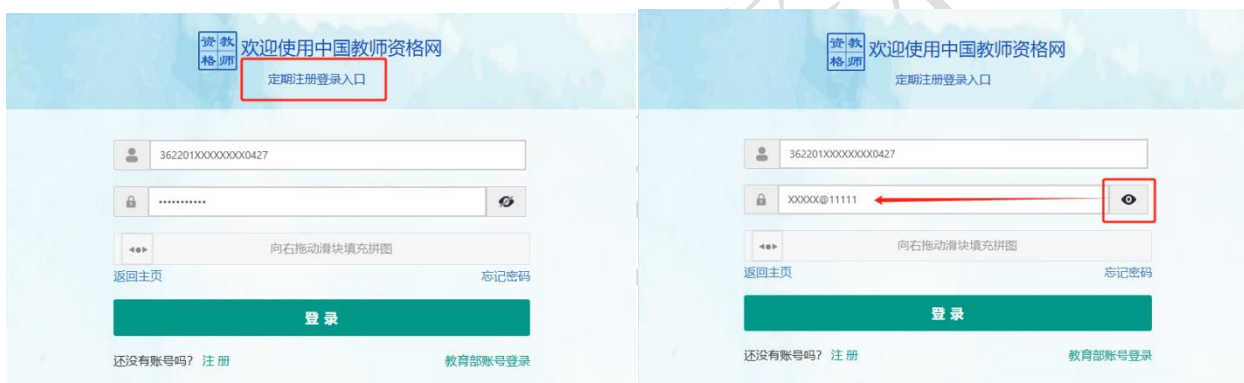 资教
格师
欢迎使用中国教师资格网
定期注册登录入口
362201XXXXXXXX0427
•••••••••••
向右拖动滑块填充拼图
返回主页 忘记密码
登录
还没有账号吗? 注册 教育部账号登录
资教
格师
欢迎使用中国教师资格网
定期注册登录入口
362201XXXXXXXX0427
XXXXX@11111
向右拖动滑块填充拼图
返回主页 忘记密码
登录
还没有账号吗? 注册 教育部账号登录